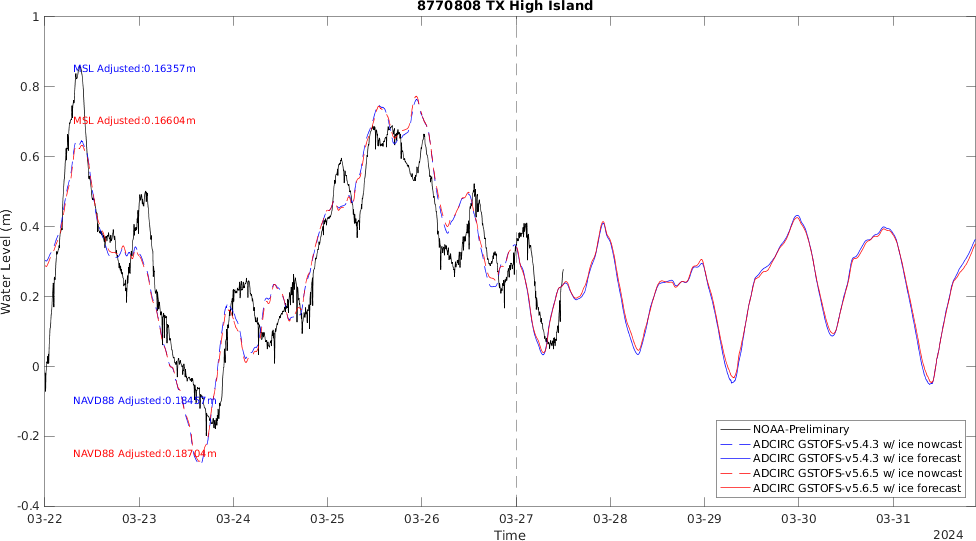 8770808 TX High Island
1
0.8
0.6
0.4
0.2
0
-0.2
-0.4
Water Level (m)
MSL Adjusted:0.16357m
MSL Adjusted:0.16604m
NAVD88 Adjusted:0.18457m
NAVD88 Adjusted:0.18704m
NOAA-Preliminary
ADCIRC GSTOFS-v5.4.3 w/ ice nowcast
ADCIRC GSTOFS-v5.4.3 w/ ice forecast
ADCIRC GSTOFS-v5.6.5 w/ ice nowcast
ADCIRC GSTOFS-v5.6.5 w/ ice forecast
03-22 03-23 03-24 03-25 03-26 03-27 03-28 03-29 03-30 03-31
Time
2024